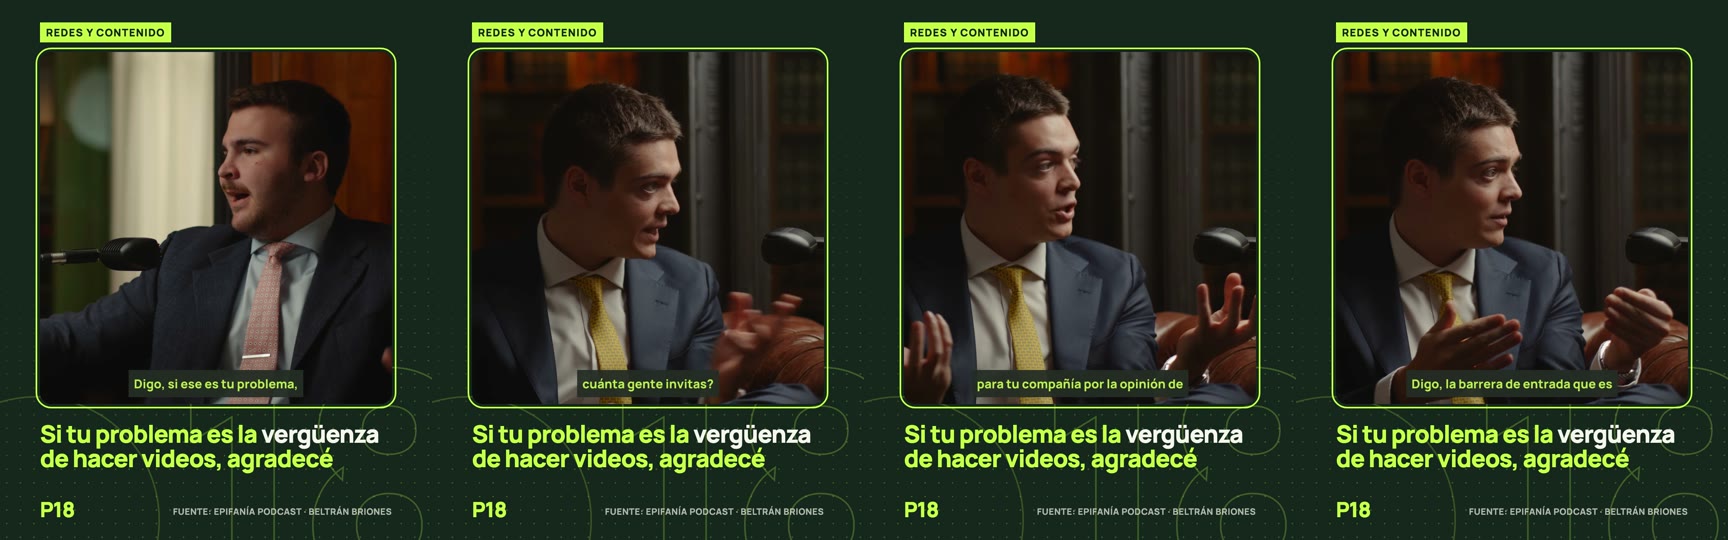 REDES Y CONTENIDO
Digo, si ese es tu problema,
Si tu problema es la vergüenza
de hacer videos, agradecé
P18
FUENTE: EPIFANÍA PODCAST · BELTRÁN BRIONES
REDES Y CONTENIDO
cuánta gente invitas?
Si tu problema es la vergüenza
de hacer videos, agradecé
P18
FUENTE: EPIFANÍA PODCAST · BELTRÁN BRIONES
REDES Y CONTENIDO
para tu compañía por la opinión de
Si tu problema es la vergüenza
de hacer videos, agradecé
P18
FUENTE: EPIFANÍA PODCAST · BELTRÁN BRIONES
REDES Y CONTENIDO
Digo, la barrera de entrada que es
Si tu problema es la vergüenza
de hacer videos, agradecé
P18
FUENTE: EPIFANÍA PODCAST · BELTRÁN BRIONES